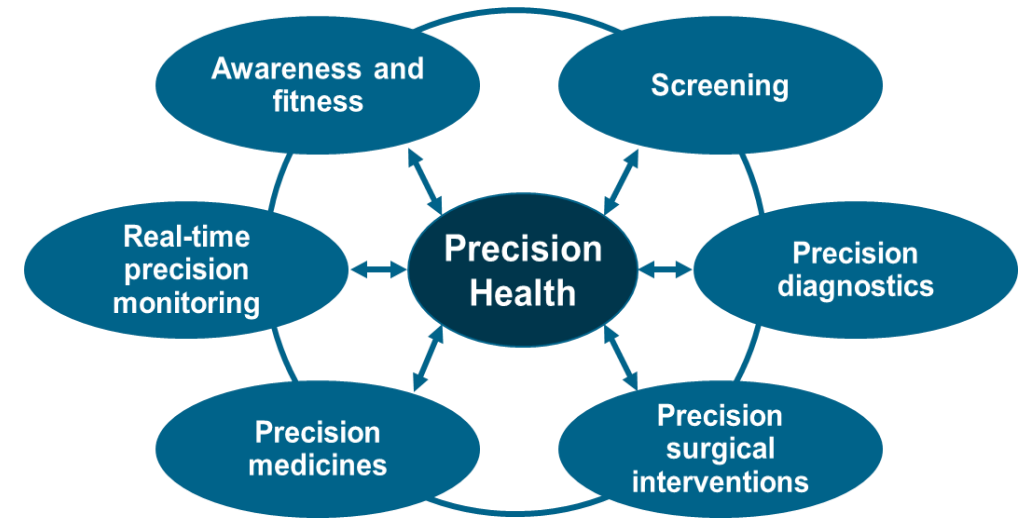 Awareness and
fitness
Screening
Real-time
precision
monitoring
Precision
Health
Precision
diagnostics
Precision
medicines
Precision
surgical
interventions